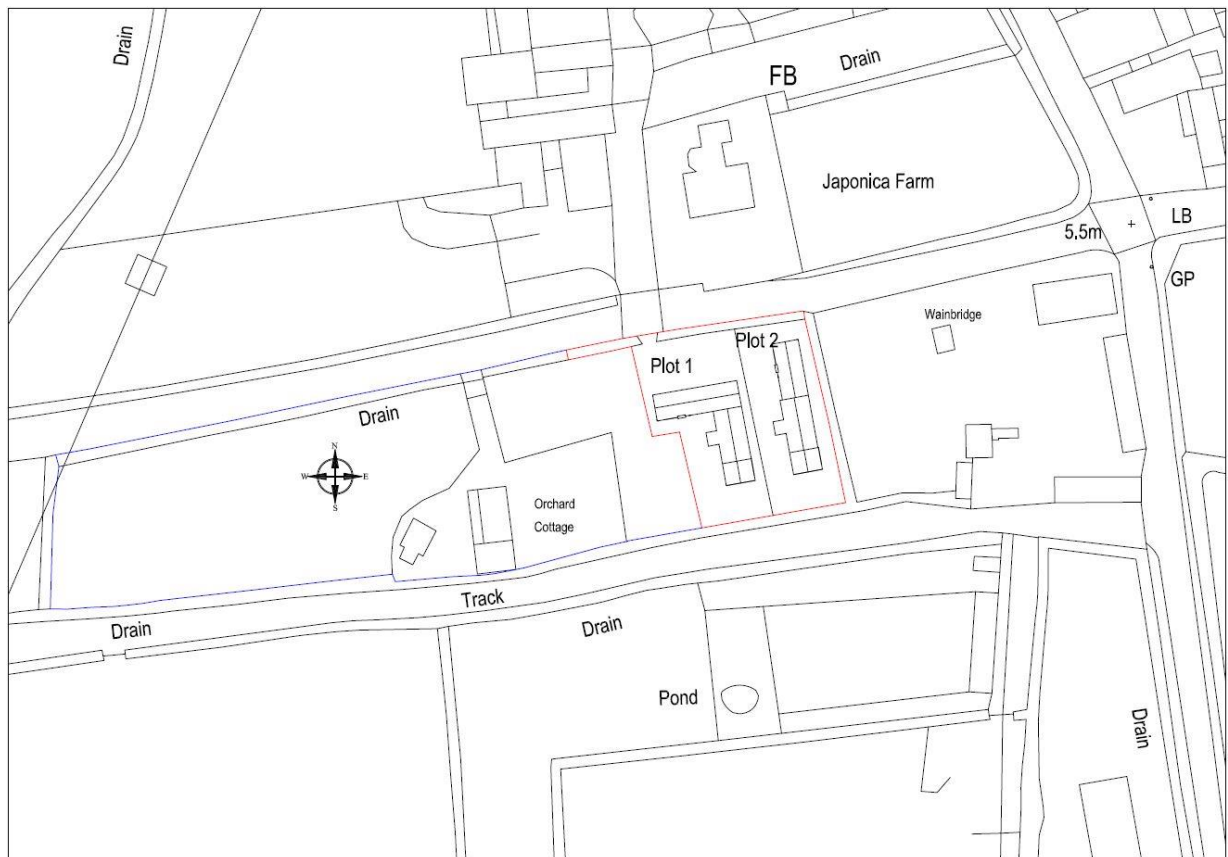 Drain
FB
Drain
Japonica Farm
LB
5.5m
GP
Wainbridge
Plot 2
Plot 1
Drain
N
W
E
S
Orchard
Cottage
Track
Drain
Drain
Pond
Drain